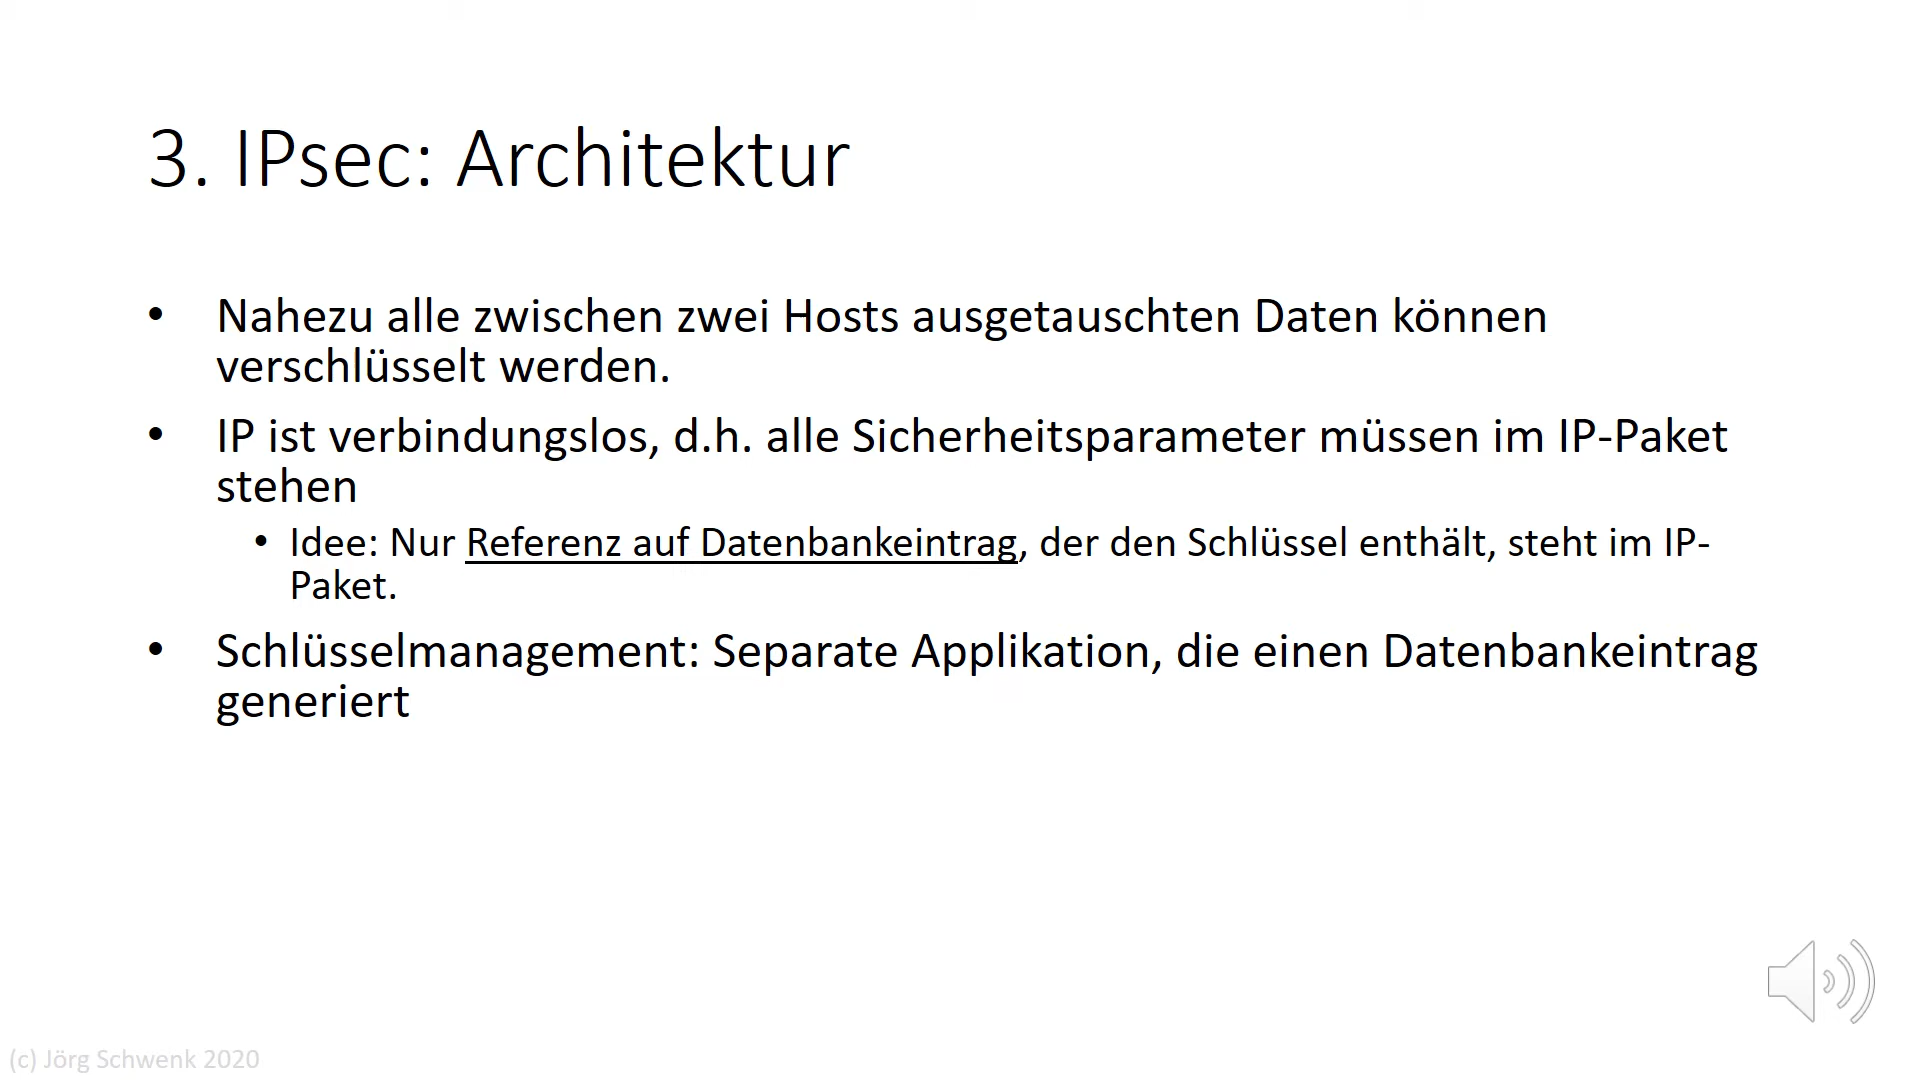 3. IPsec: Architektur
• Nahezu alle zwischen zwei Hosts ausgetauschten Daten können
verschlüsselt werden.
• IP ist verbindungslos, d.h. alle Sicherheitsparameter müssen im IP-Paket
stehen
• Idee: Nur Referenz auf Datenbankeintrag, der den Schlüssel enthält, steht im IP-
Paket.
• Schlüsselmanagement: Separate Applikation, die einen Datenbankeintrag
generiert
(c) Jörg Schwenk 2020